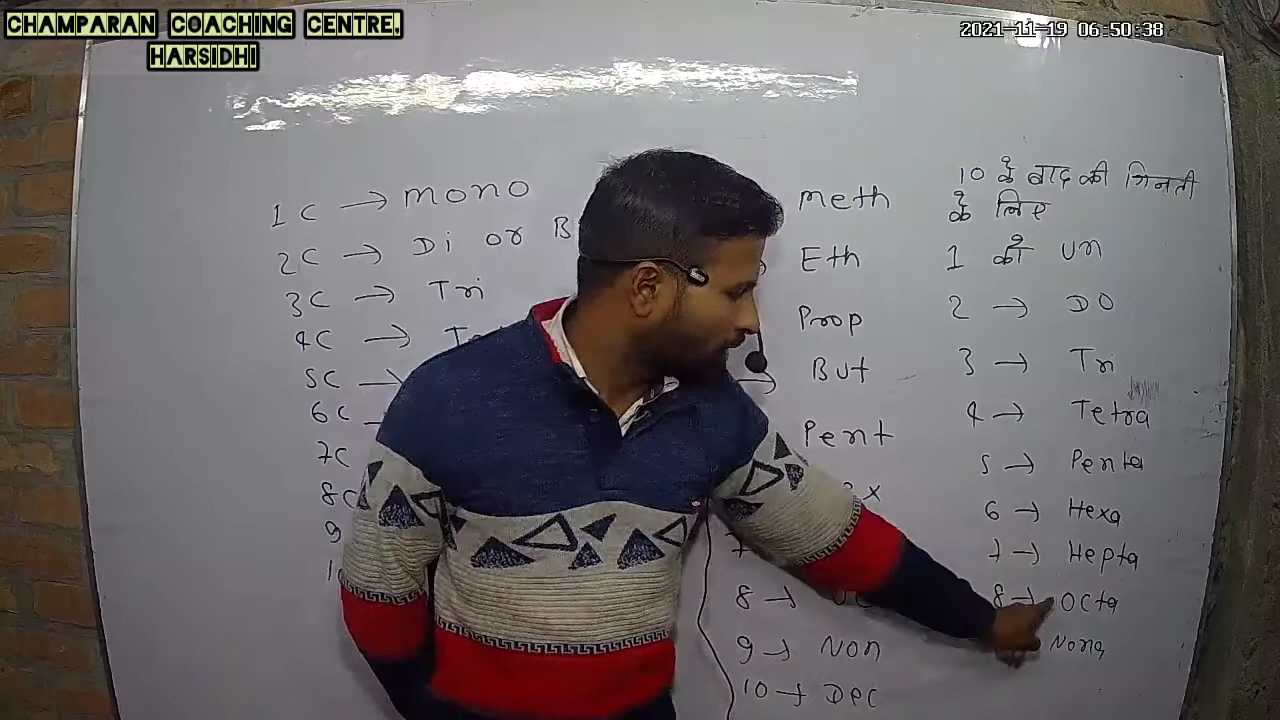 CHAMPARAN COACHING CENTRE,
HARSIDHI
2021-11-19 06:50:38
1C → mono
2C → Di or B
3C → Tri
4C →
5C →
6C
7C
8C
9
meth
Eth
Prop
→ But
Pent
x
8 →
9 → Non
10 → Dec
10 के बाद की गिनती
के लिए
1 को un
2 → DO
3 → Tri
4 → Tetra
5 → Penta
6 → Hexa
7 → Hepta
8 → Octa
Nona